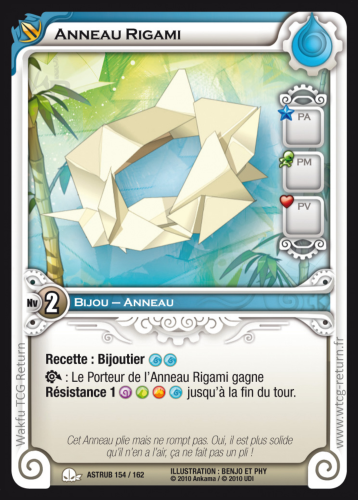 ANNEAU RIGAMI
PA
PM
PV
Nv 2 BIJOU – ANNEAU
Recette : Bijoutier
: Le Porteur de l'Anneau Rigami gagne
Résistance 1 jusqu'à la fin du tour.
Cet Anneau plie mais ne rompt pas. Oui, il est plus solide
qu'il n'en a l'air, ça ne fait pas un pli !
ASTRUB 154 / 162
ILLUSTRATION : BENJO ET PHY
© 2010 Ankama / © 2010 UDI
Wakfu TCG Return
www.wtcg-return.fr